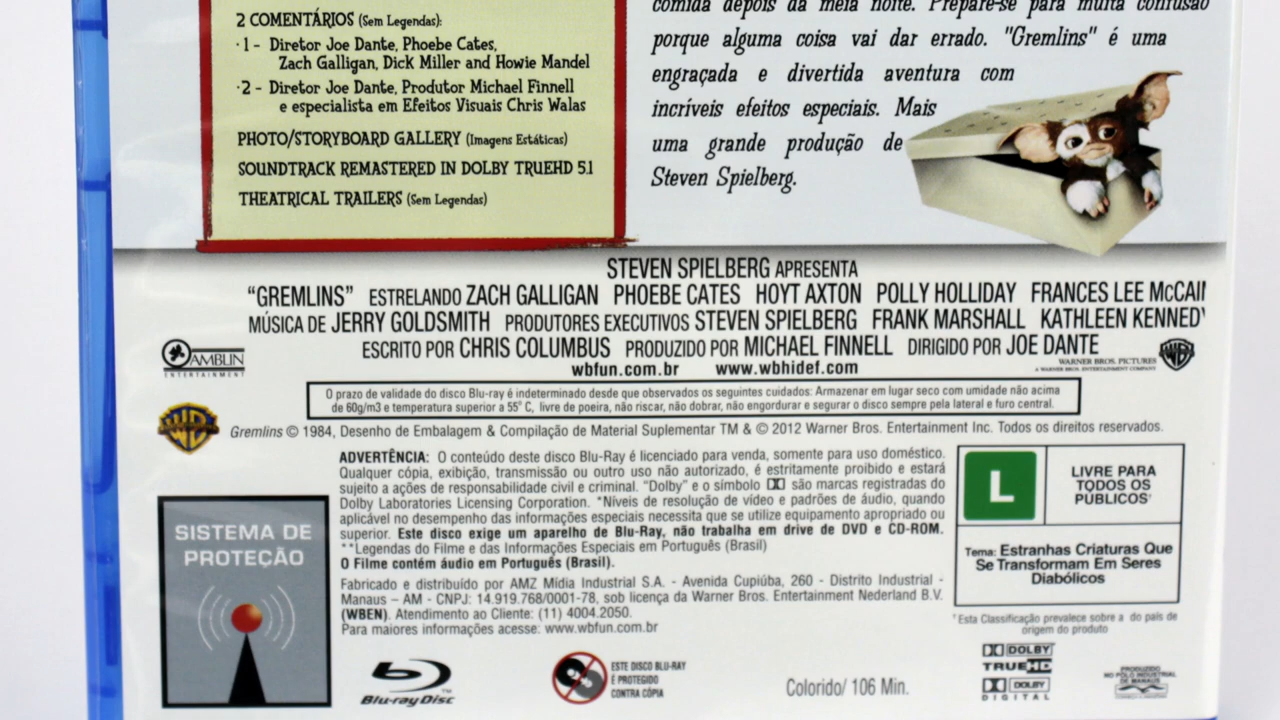 2 COMENTÁRIOS (Sem Legendas):
·1 - Diretor Joe Dante, Phoebe Cates,
Zach Galligan, Dick Miller and Howie Mandel
·2 - Diretor Joe Dante, Produtor Michael Finnell
e especialista em Efeitos Visuais Chris Walas
PHOTO/STORYBOARD GALLERY (Imagens Estáticas)
SOUNDTRACK REMASTERED IN DOLBY TRUEHD 5.1
THEATRICAL TRAILERS (Sem Legendas)
comida depois da meia noite. Prepare-se para muita confusão
porque alguma coisa vai dar errado. "Gremlins" é uma
engraçada e divertida aventura com
incríveis efeitos especiais. Mais
uma grande produção de
Steven Spielberg.
STEVEN SPIELBERG APRESENTA
“GREMLINS” ESTRELANDO ZACH GALLIGAN PHOEBE CATES HOYT AXTON POLLY HOLLIDAY FRANCES LEE McCAI
MÚSICA DE JERRY GOLDSMITH PRODUTORES EXECUTIVOS STEVEN SPIELBERG FRANK MARSHALL KATHLEEN KENNED
ESCRITO POR CHRIS COLUMBUS PRODUZIDO POR MICHAEL FINNELL DIRIGIDO POR JOE DANTE
AMBLIN
ENTERTAINMENT
WARNER BROS. PICTURES
A WARNER BROS. ENTERTAINMENT COMPANY
wbfun.com.br www.wbhidef.com
O prazo de validade do disco Blu-ray é indeterminado desde que observados os seguintes cuidados: Armazenar em lugar seco com umidade não acima
de 60g/m3 e temperatura superior a 55° C, livre de poeira, não riscar, não dobrar, não engordurar e segurar o disco sempre pela lateral e furo central.
Gremlins © 1984, Desenho de Embalagem & Compilação de Material Suplementar TM & © 2012 Warner Bros. Entertainment Inc. Todos os direitos reservados.
ADVERTÊNCIA: O conteúdo deste disco Blu-Ray é licenciado para venda, somente para uso doméstico.
Qualquer cópia, exibição, transmissão ou outro uso não autorizado, é estritamente proibido e estará
sujeito a ações de responsabilidade civil e criminal. “Dolby” e o símbolo são marcas registradas do
Dolby Laboratories Licensing Corporation. *Níveis de resolução de vídeo e padrões de áudio, quando
aplicável no desempenho das informações especiais necessita que se utilize equipamento apropriado ou
superior. Este disco exige um aparelho de Blu-Ray, não trabalha em drive de DVD e CD-ROM.
**Legendas do Filme e das Informações Especiais em Português (Brasil)
O Filme contém áudio em Português (Brasil).
Fabricado e distribuído por AMZ Mídia Industrial S.A. - Avenida Cupiúba, 260 - Distrito Industrial -
Manaus – AM - CNPJ: 14.919.768/0001-78, sob licença da Warner Bros. Entertainment Nederland B.V.
(WBEN). Atendimento ao Cliente: (11) 4004.2050.
Para maiores informações acesse: www.wbfun.com.br
SISTEMA DE
PROTEÇÃO
L
LIVRE PARA
TODOS OS
PÚBLICOS†
Tema: Estranhas Criaturas Que
Se Transformam Em Seres
Diabólicos
†Esta Classificação prevalece sobre a do país de
origem do produto
Blu-ray Disc™
ESTE DISCO BLU-RAY
É PROTEGIDO
CONTRA CÓPIA
Colorido/ 106 Min.
DOLBY
TRUEHD
DOLBY
DIGITAL
PRODUZIDO
NO PÓLO INDUSTRIAL
DE MANAUS